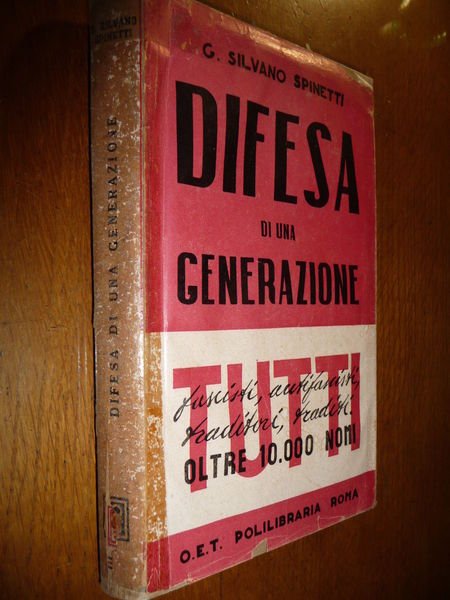 G. SILVANO SPINETTI
DIFESA
DI UNA
GENERAZIONE
TUTTI
fascisti, antifascisti,
traditori, traditi.
OLTRE 10.000 NOMI
O.E.T. POLILIBRARIA ROMA
SILVANO
SPINETTI
DIFESA DI UNA GENERAZIONE